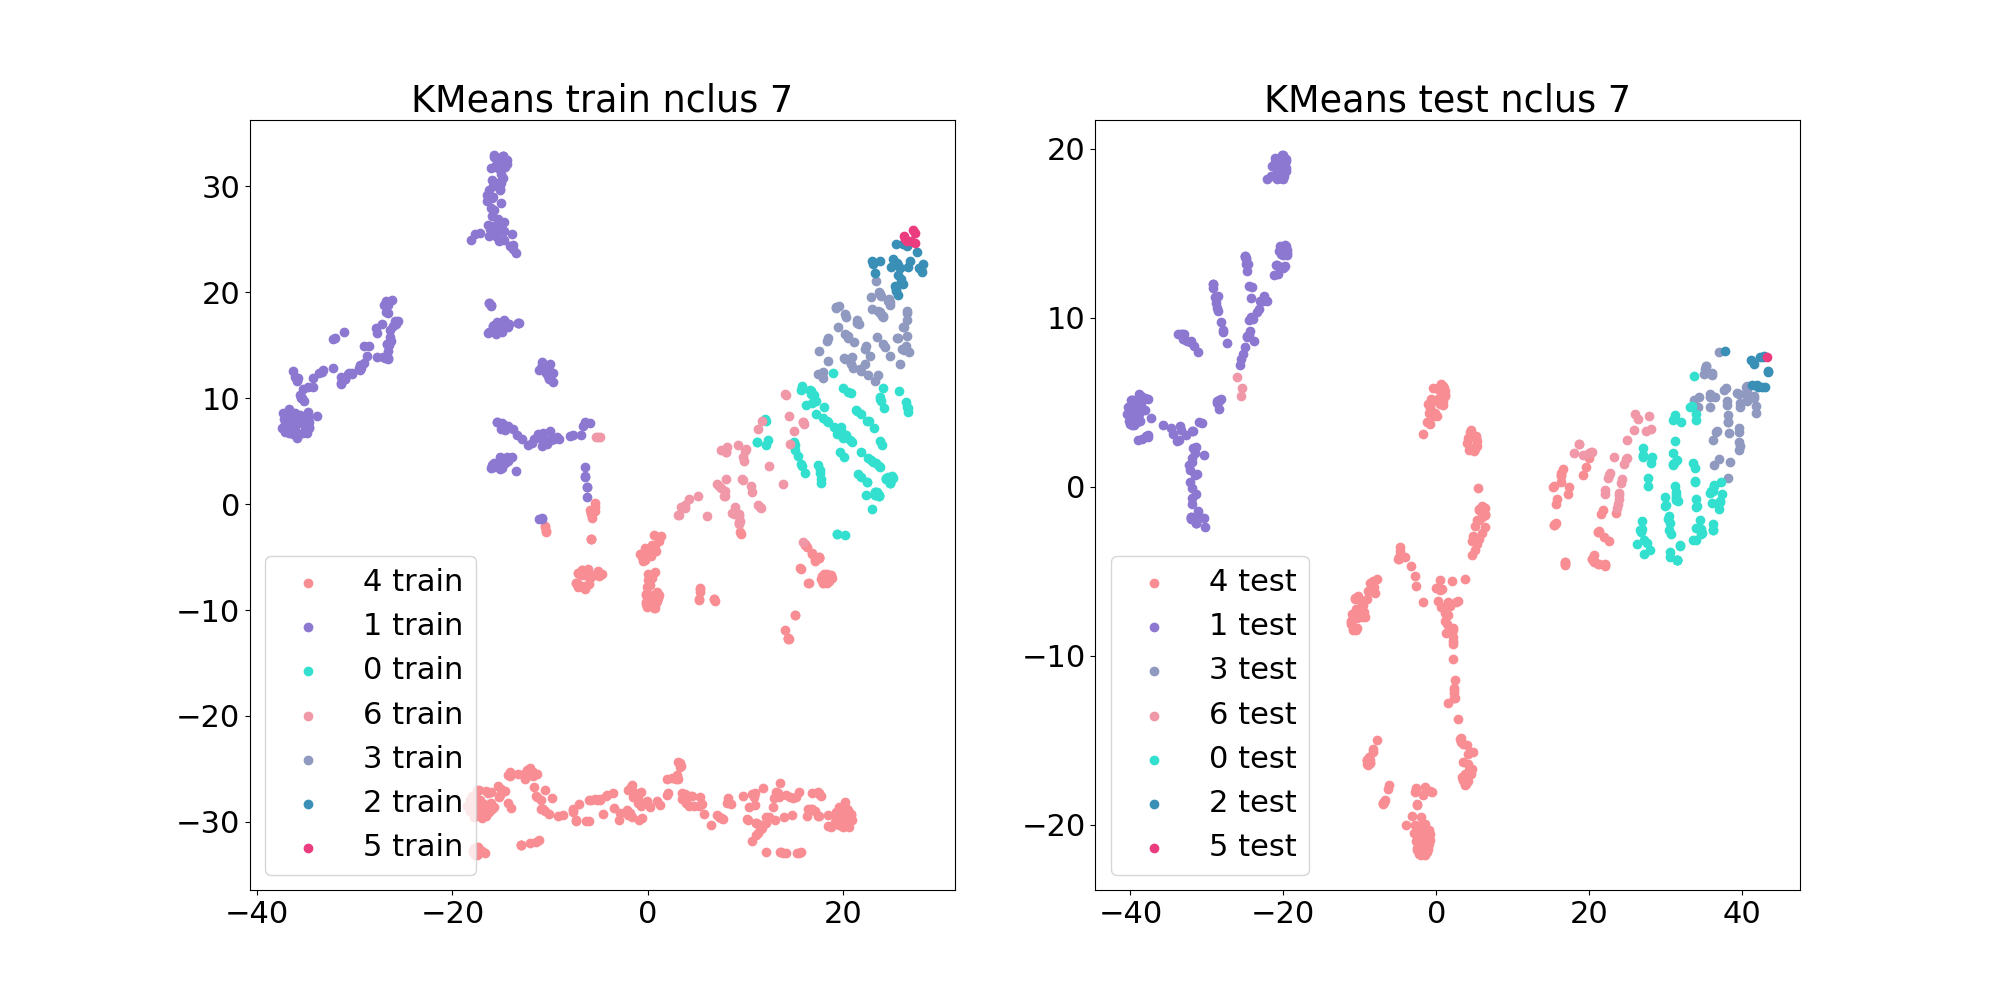 KMeans train nclus 7
30
20
10
0
−10
−20
−30
−40
−20
0
20
4 train
1 train
0 train
6 train
3 train
2 train
5 train
KMeans test nclus 7
20
10
0
−10
−20
−40
−20
0
20
40
4 test
1 test
3 test
6 test
0 test
2 test
5 test